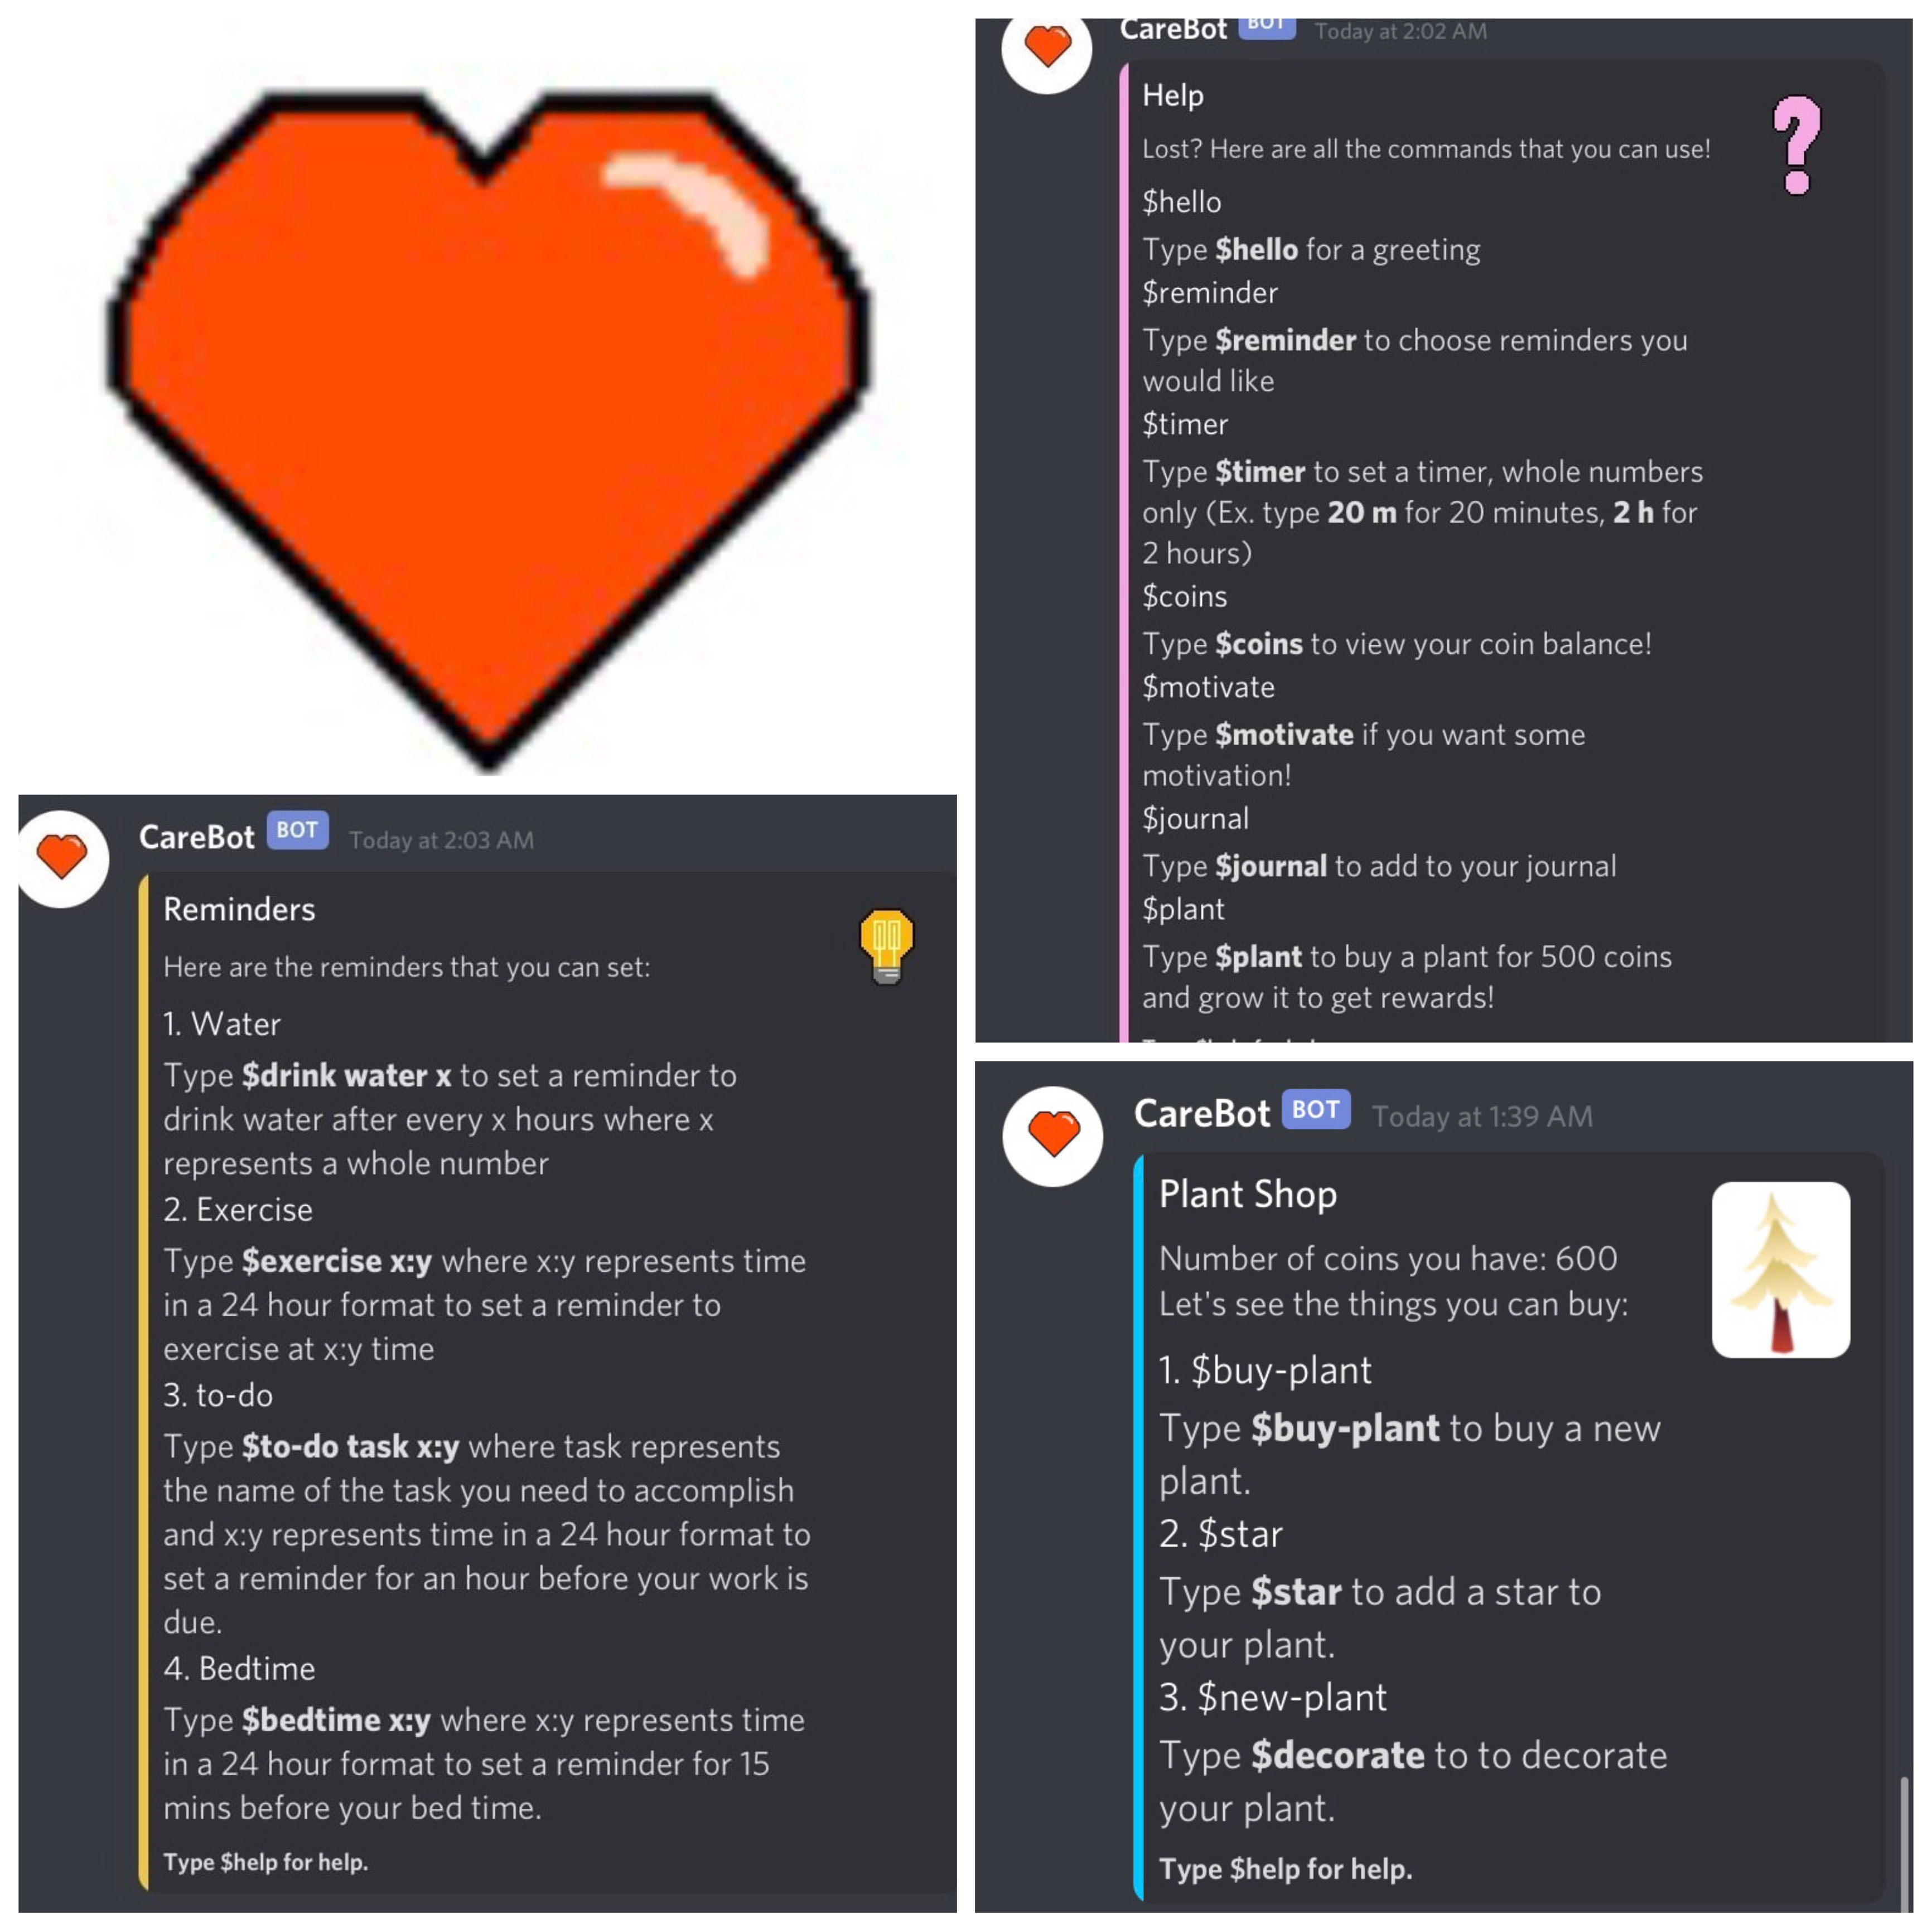 CareBot BOT Today at 2:02 AM
Help
Lost? Here are all the commands that you can use!
$hello
Type $hello for a greeting
$reminder
Type $reminder to choose reminders you
would like
$timer
Type $timer to set a timer, whole numbers
only (Ex. type 20 m for 20 minutes, 2 h for
2 hours)
$coins
Type $coins to view your coin balance!
$motivate
Type $motivate if you want some
motivation!
$journal
Type $journal to add to your journal
$plant
Type $plant to buy a plant for 500 coins
and grow it to get rewards!
CareBot BOT Today at 2:03 AM
Reminders
Here are the reminders that you can set:
1. Water
Type $drink water x to set a reminder to
drink water after every x hours where x
represents a whole number
2. Exercise
Type $exercise x:y where x:y represents time
in a 24 hour format to set a reminder to
exercise at x:y time
3. to-do
Type $to-do task x:y where task represents
the name of the task you need to accomplish
and x:y represents time in a 24 hour format to
set a reminder for an hour before your work is
due.
4. Bedtime
Type $bedtime x:y where x:y represents time
in a 24 hour format to set a reminder for 15
mins before your bed time.
Type $help for help.
CareBot BOT Today at 1:39 AM
Plant Shop
Number of coins you have: 600
Let's see the things you can buy:
1. $buy-plant
Type $buy-plant to buy a new
plant.
2. $star
Type $star to add a star to
your plant.
3. $new-plant
Type $decorate to to decorate
your plant.
Type $help for help.